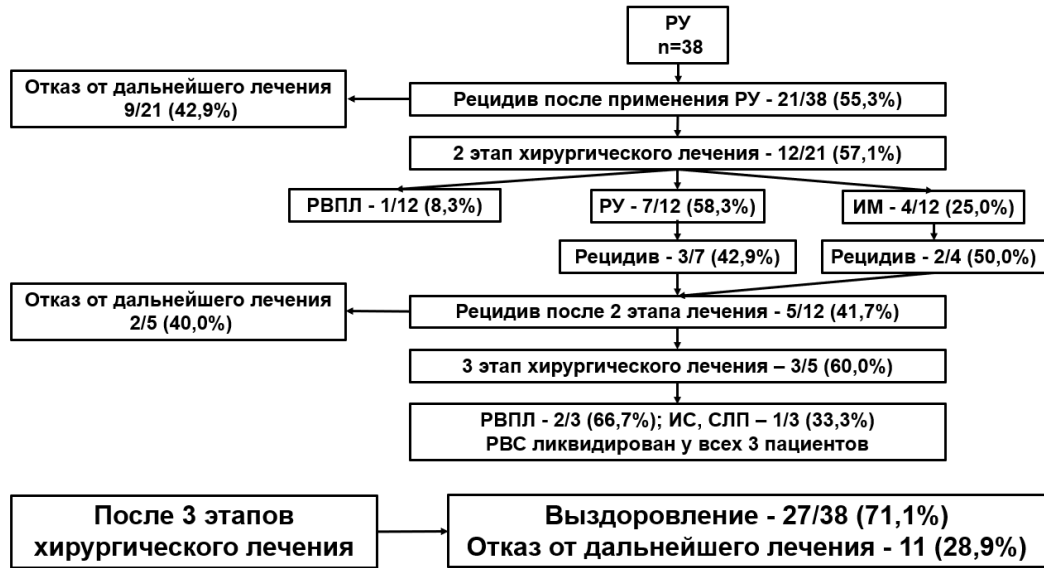 РУ
n=38
Отказ от дальнейшего лечения
9/21 (42,9%)
Рецидив после применения РУ - 21/38 (55,3%)
2 этап хирургического лечения - 12/21 (57,1%)
РВПЛ - 1/12 (8,3%)
РУ - 7/12 (58,3%)
ИМ - 4/12 (25,0%)
Рецидив - 3/7 (42,9%)
Рецидив - 2/4 (50,0%)
Отказ от дальнейшего лечения
2/5 (40,0%)
Рецидив после 2 этапа лечения - 5/12 (41,7%)
3 этап хирургического лечения – 3/5 (60,0%)
РВПЛ - 2/3 (66,7%); ИС, СЛП – 1/3 (33,3%)
РВС ликвидирован у всех 3 пациентов
После 3 этапов
хирургического лечения
Выздоровление - 27/38 (71,1%)
Отказ от дальнейшего лечения - 11 (28,9%)